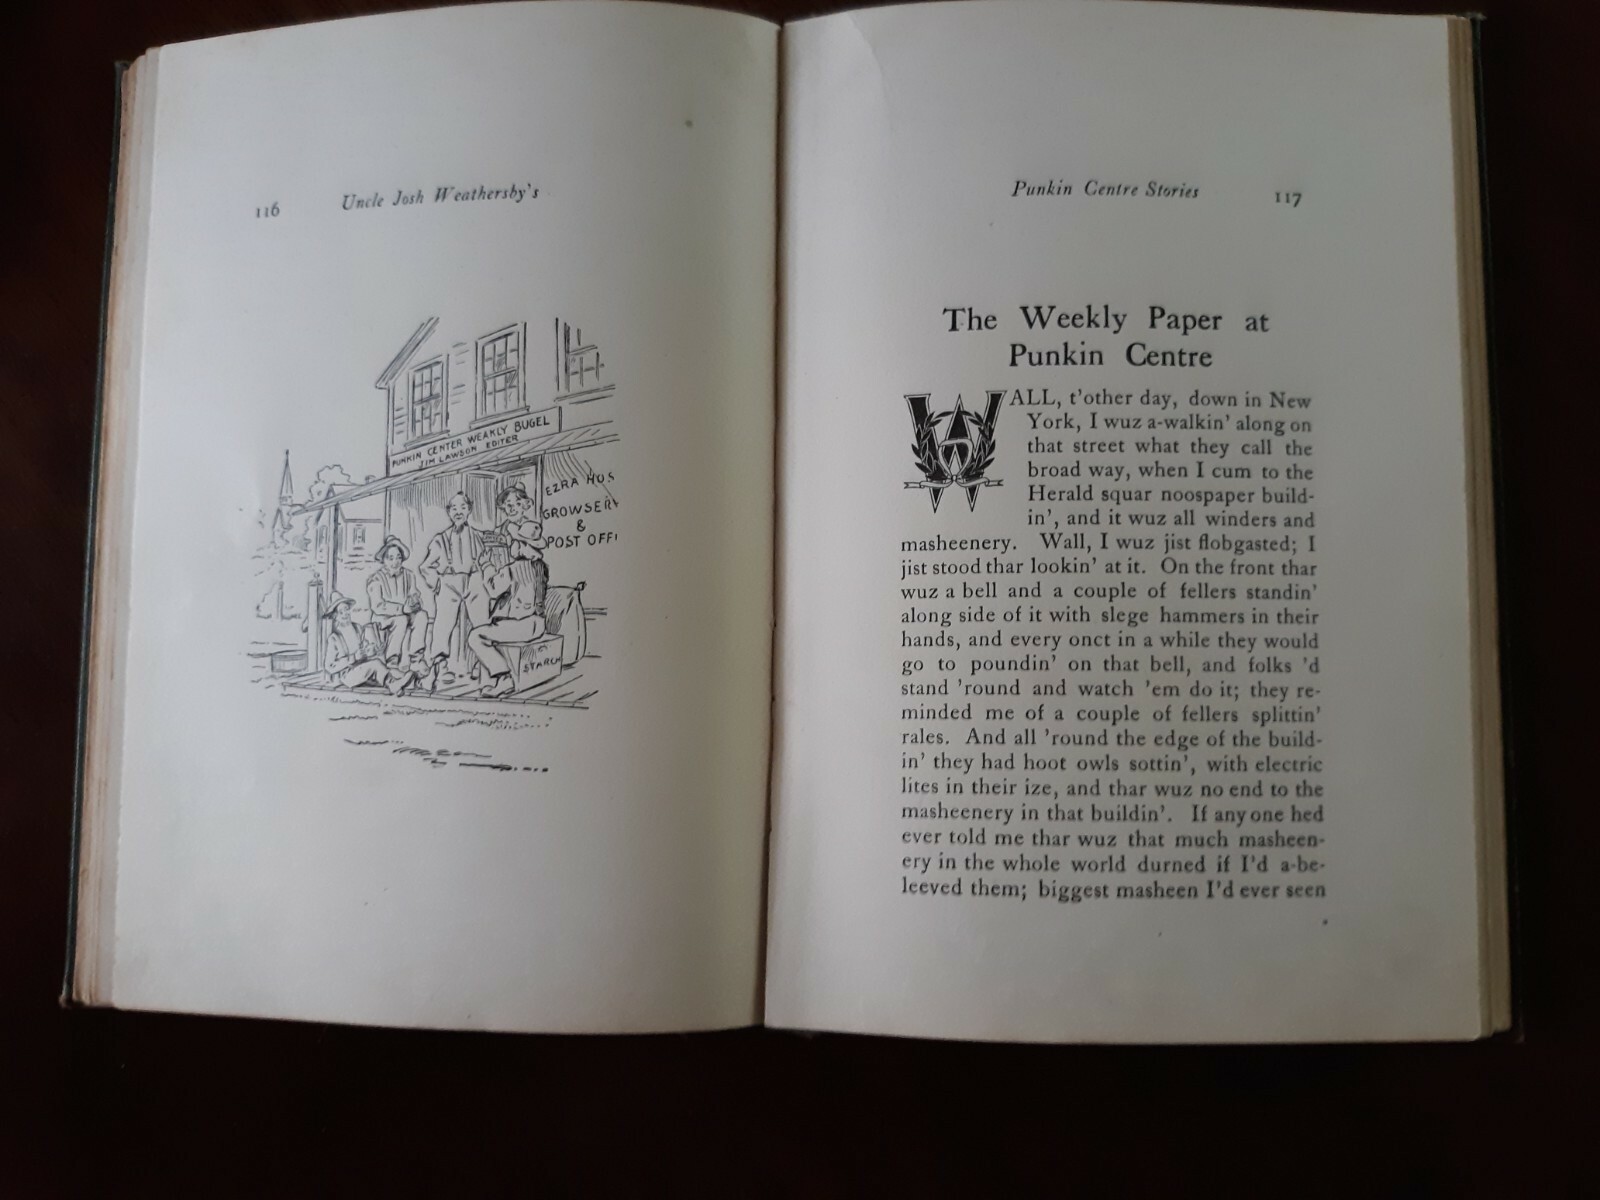 116
Uncle Josh Weathersby's
PUNKIN CENTER WEAKLY BUGEL
JIM LAWSON EDITER
EZRA HOS
GROWSERY
&
POST OFFI
STARCH
Punkin Centre Stories
117
The Weekly Paper at
Punkin Centre
WALL, t'other day, down in New
York, I wuz a-walkin' along on
that street what they call the
broad way, when I cum to the
Herald squar noospaper build-
in', and it wuz all winders and
masheenery. Wall, I wuz jist flobgasted; I
jist stood thar lookin' at it. On the front thar
wuz a bell and a couple of fellers standin'
along side of it with slege hammers in their
hands, and every onct in a while they would
go to poundin' on that bell, and folks 'd
stand 'round and watch 'em do it; they re-
minded me of a couple of fellers splittin'
rales. And all 'round the edge of the build-
in' they had hoot owls sottin', with electric
lites in their ize, and thar wuz no end to the
masheenery in that buildin'. If any one hed
ever told me thar wuz that much masheen-
ery in the whole world durned if I'd a-be-
leeved them; biggest masheen I'd ever seen